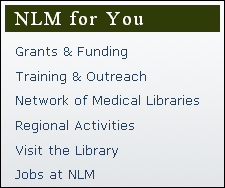 NLM for You
Grants & Funding
Training & Outreach
Network of Medical Libraries
Regional Activities
Visit the Library
Jobs at NLM